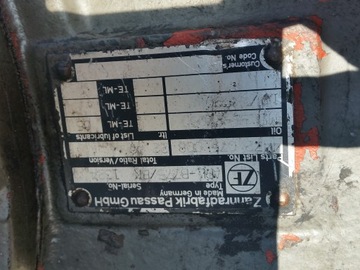 Zahnradfabrik Passau GmbH
Made in Germany
ZF
Type
Serial-No.
Parts List No.
Total Ratio/Version
Oil
ltr
List of lubricants
TE-ML
TE-ML
TE-ML
Customer's
Code No.